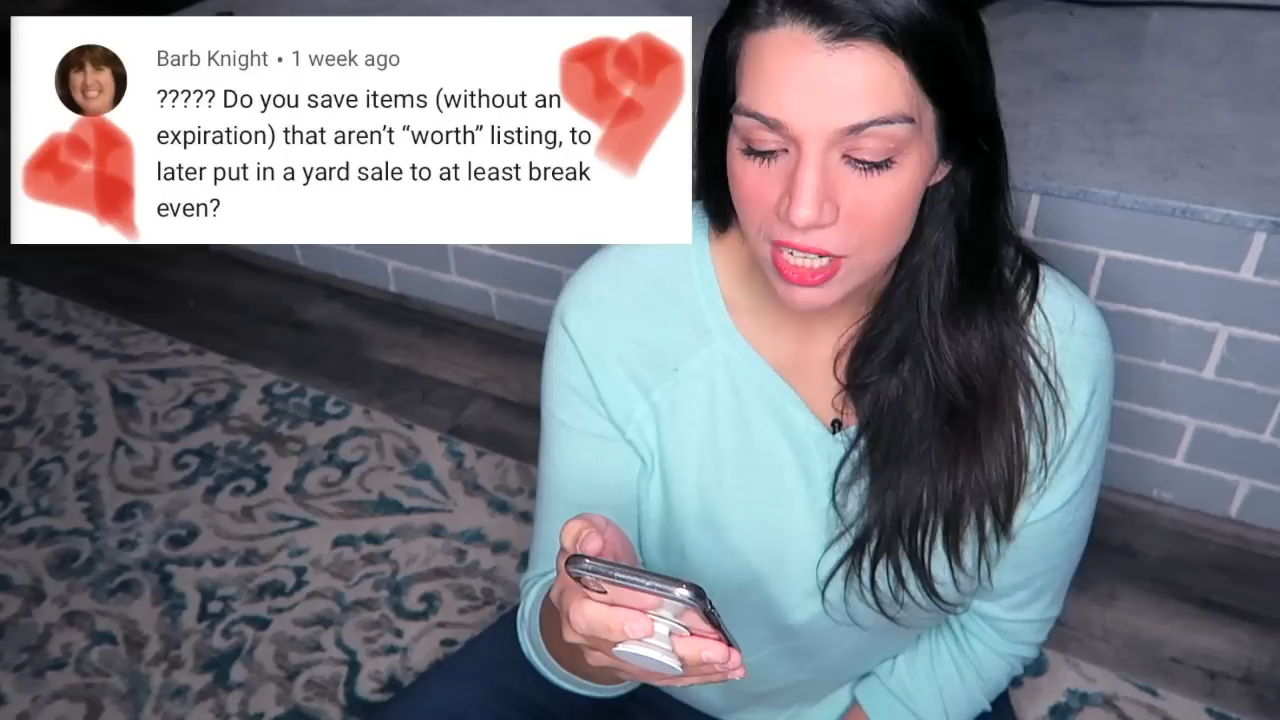 Barb Knight • 1 week ago
????? Do you save items (without an
expiration) that aren’t “worth” listing, to
later put in a yard sale to at least break
even?